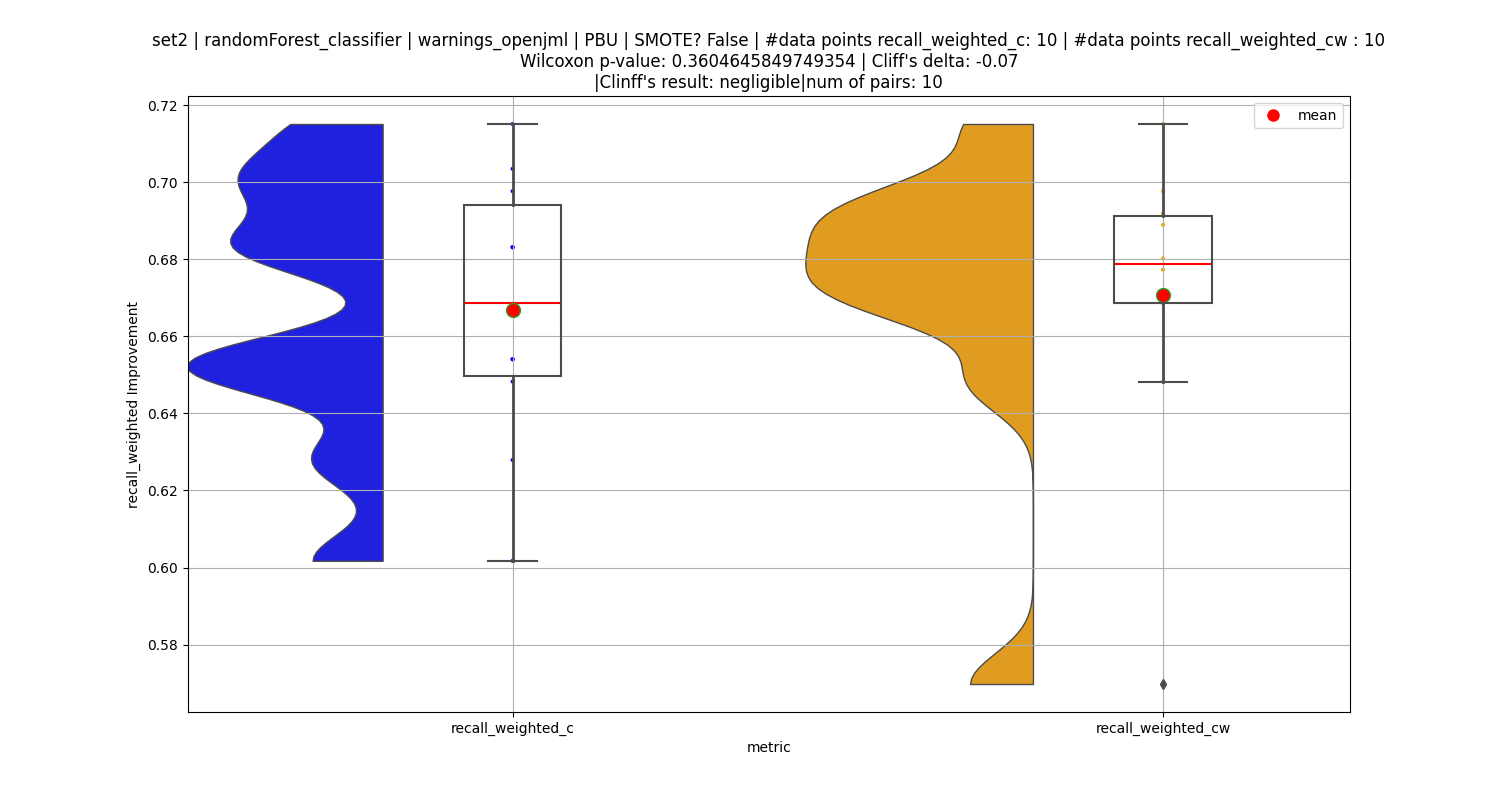 set2 | randomForest_classifier | warnings_openjml | PBU | SMOTE? False | #data points recall_weighted_c: 10 | #data points recall_weighted_cw : 10
Wilcoxon p-value: 0.3604645849749354 | Cliff's delta: -0.07
|Clinff's result: negligible|num of pairs: 10
mean
0.72
0.70
0.68
0.66
0.64
0.62
0.60
0.58
recall_weighted Improvement
recall_weighted_c
recall_weighted_cw
metric